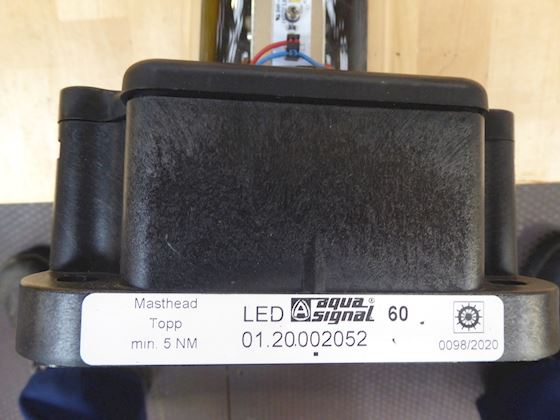 Masthead
Topp
min. 5 NM
LED aqua signal® 60
01.20.002052
0098/2020